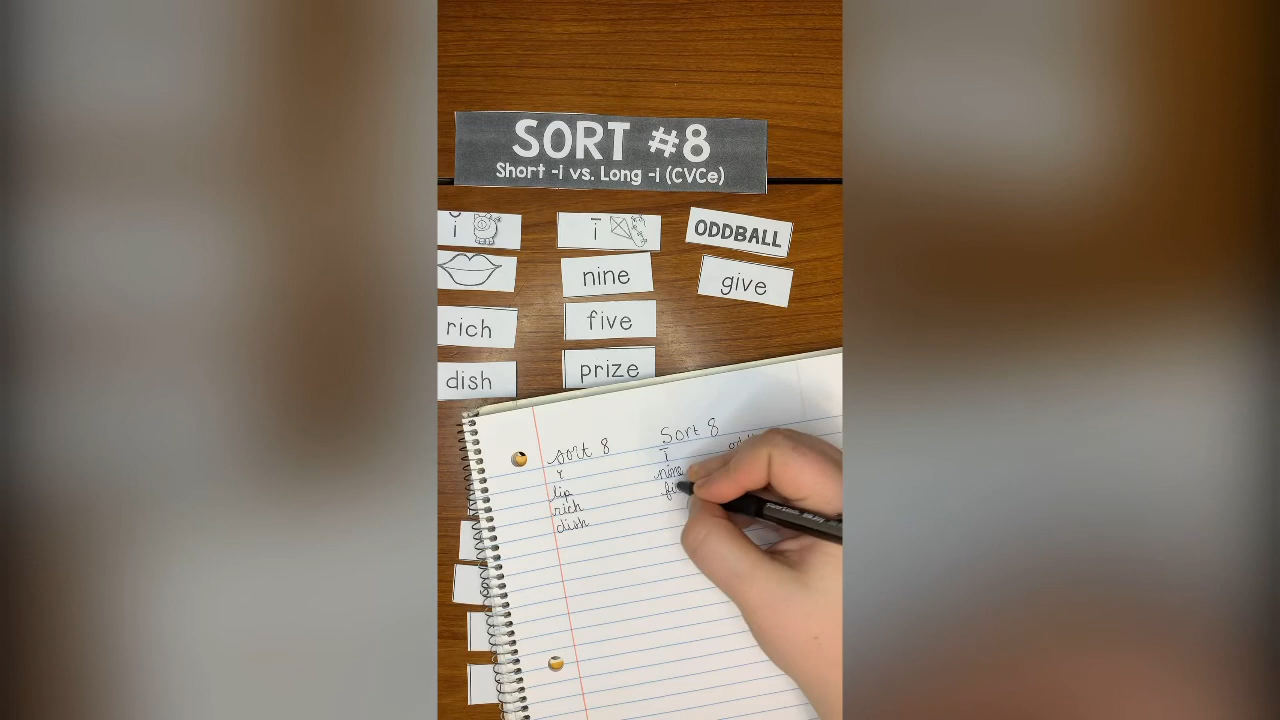 SORT #8
Short -i vs. Long -i (CVCe)
ĭ
ī
ODDBALL
nine
give
rich
five
dish
prize
sort 8
Sort 8
ĭ
ī
lip
nine
rich
dish